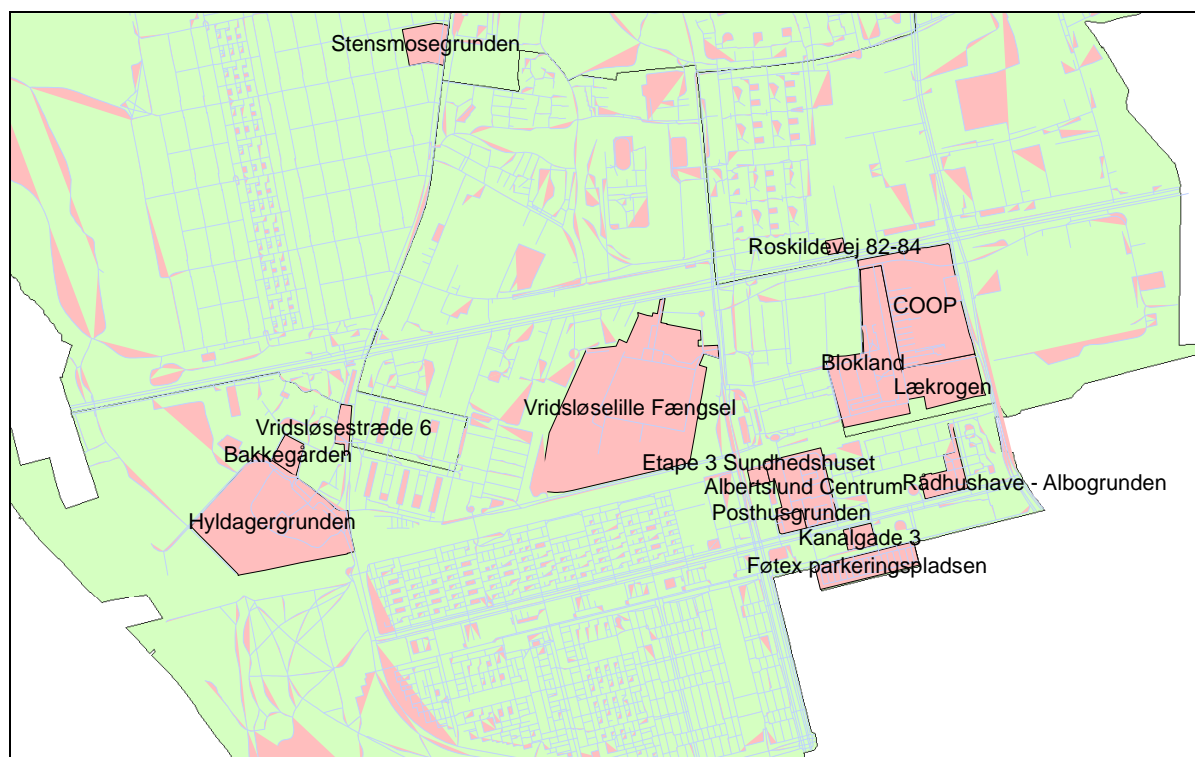 Stensmosegrunden
Roskildevej 82-84
COOP
Blokland
Lækrogen
Vridsløselille Fængsel
Vridsløsestræde 6
Bakkegården
Etape 3 Sundhedshuset
Albertslund Centrum
Rådhushave - Albogrunden
Posthusgrunden
Hyldagergrunden
Kanalgade 3
Føtex parkeringspladsen